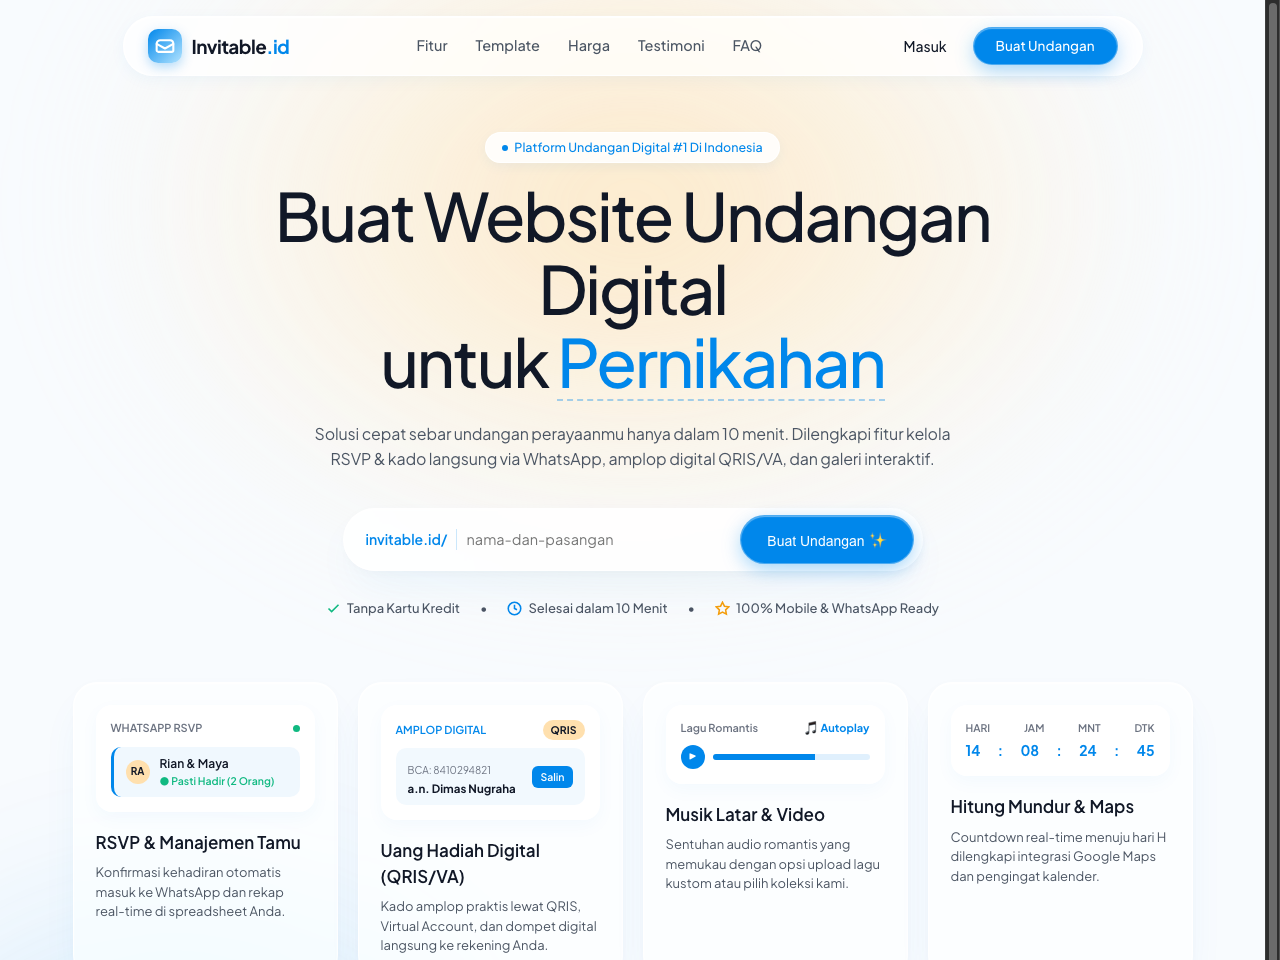 Invitable.id
Fitur
Template
Harga
Testimoni
FAQ
Masuk
Buat Undangan
Platform Undangan Digital #1 Di Indonesia
Buat Website Undangan
Digital
untuk Pernikahan
Solusi cepat sebar undangan perayaanmu hanya dalam 10 menit. Dilengkapi fitur kelola
RSVP & kado langsung via WhatsApp, amplop digital QRIS/VA, dan galeri interaktif.
invitable.id/
nama-dan-pasangan
Buat Undangan ✨
Tanpa Kartu Kredit
•
Selesai dalam 10 Menit
•
100% Mobile & WhatsApp Ready
WHATSAPP RSVP
RA
Rian & Maya
Pasti Hadir (2 Orang)
RSVP & Manajemen Tamu
Konfirmasi kehadiran otomatis
masuk ke WhatsApp dan rekap
real-time di spreadsheet Anda.
AMPLOP DIGITAL
QRIS
BCA: 8410294821
a.n. Dimas Nugraha
Salin
Uang Hadiah Digital
(QRIS/VA)
Kado amplop praktis lewat QRIS,
Virtual Account, dan dompet digital
langsung ke rekening Anda.
Lagu Romantis
🎵 Autoplay
Musik Latar & Video
Sentuhan audio romantis yang
memukau dengan opsi upload lagu
kustom atau pilih koleksi kami.
HARI JAM MNT DTK
14 : 08 : 24 : 45
Hitung Mundur & Maps
Countdown real-time menuju hari H
dilengkapi integrasi Google Maps
dan pengingat kalender.